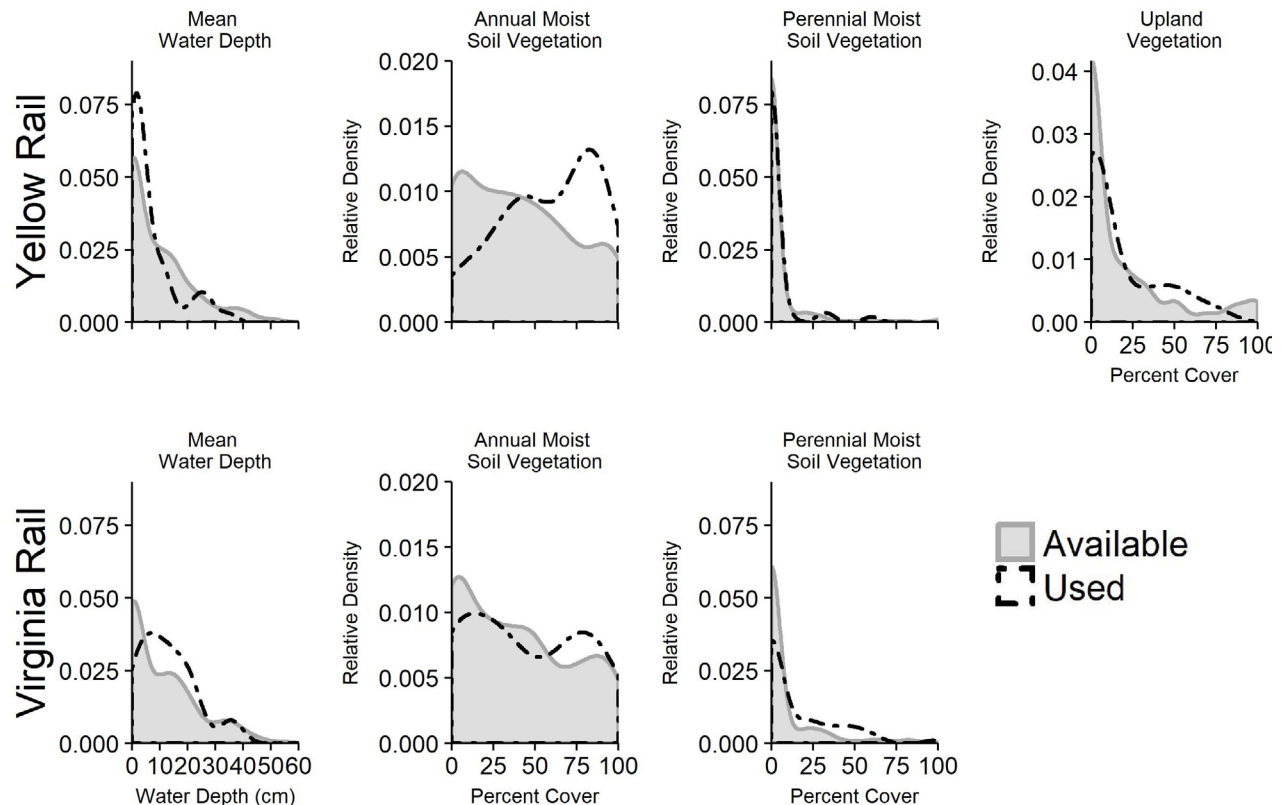 Mean
Water Depth
Annual Moist
Soil Vegetation
Perennial Moist
Soil Vegetation
Upland
Vegetation
Yellow Rail
0.075
0.050
0.025
0.000
Relative Density
0.020
0.015
0.010
0.005
0.000
Relative Density
0.075
0.050
0.025
0.000
Relative Density
0.04
0.03
0.02
0.01
0.00
0 25 50 75 100
Percent Cover
Mean
Water Depth
Annual Moist
Soil Vegetation
Perennial Moist
Soil Vegetation
Virginia Rail
0.075
0.050
0.025
0.000
0 10 20 30 40 50 60
Water Depth (cm)
Relative Density
0.020
0.015
0.010
0.005
0.000
0 25 50 75 100
Percent Cover
Relative Density
0.075
0.050
0.025
0.000
0 25 50 75 100
Percent Cover
Available
Used